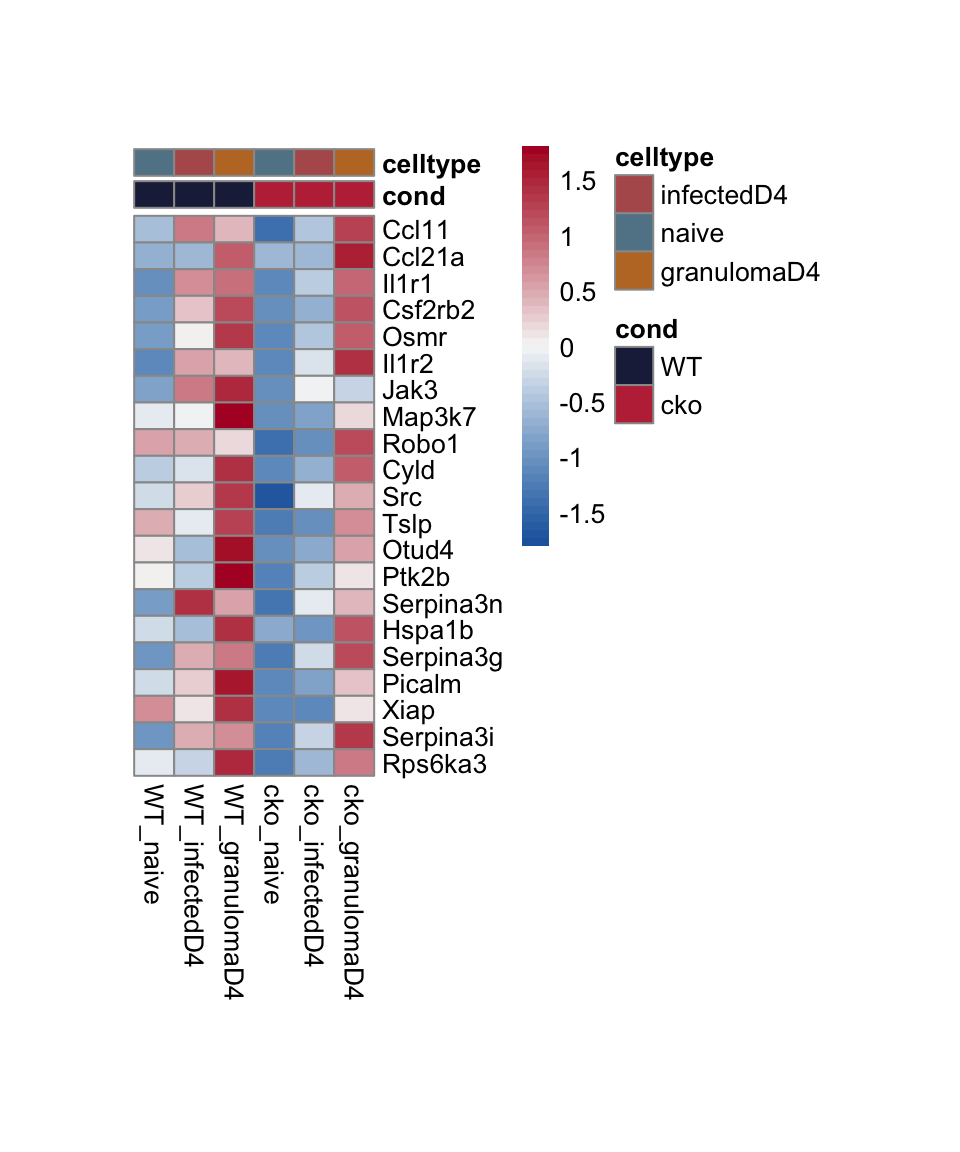 celltype
cond
Ccl11
Ccl21a
Il1r1
Csf2rb2
Osmr
Il1r2
Jak3
Map3k7
Robo1
Cyld
Src
Tslp
Otud4
Ptk2b
Serpina3n
Hspa1b
Serpina3g
Picalm
Xiap
Serpina3i
Rps6ka3
WT_naive
WT_infectedD4
WT_granulomaD4
cko_naive
cko_infectedD4
cko_granulomaD4
1.5
1
0.5
0
-0.5
-1
-1.5
celltype
infectedD4
naive
granulomaD4
cond
WT
cko